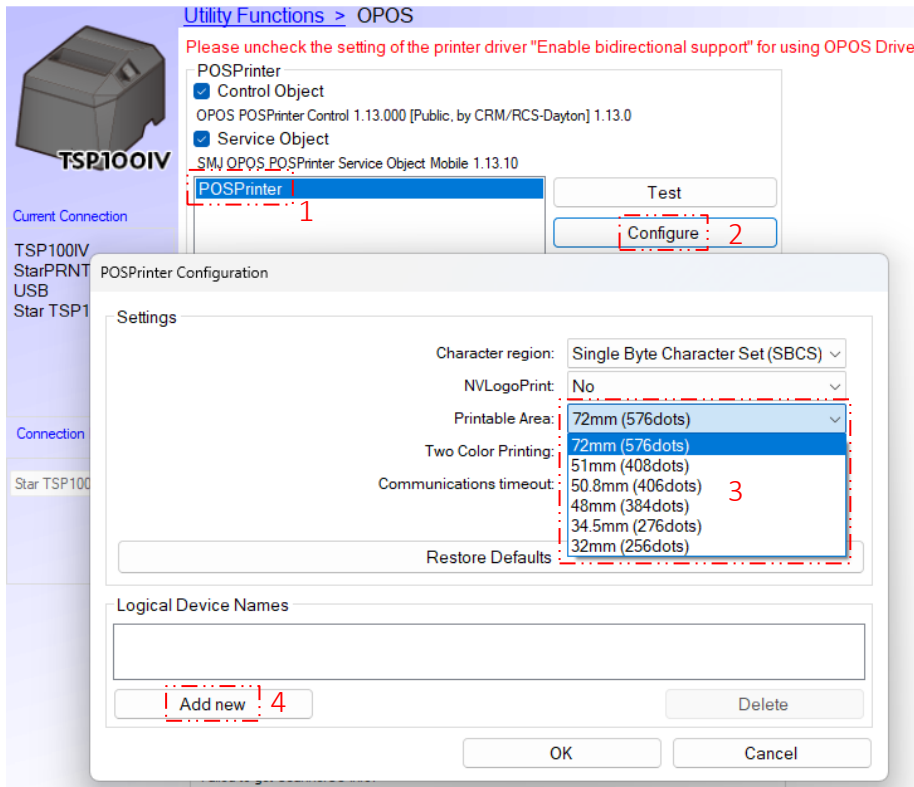 Utility Functions > OPOS
Please uncheck the setting of the printer driver "Enable bidirectional support" for using OPOS Drive
POSPrinter
Control Object
OPOS POSPrinter Control 1.13.000 [Public, by CRM/RCS-Dayton] 1.13.0
Service Object
SMJ OPOS POSPrinter Service Object Mobile 1.13.10
TSP100IV
POSPrinter
1
Test
Configure
2
Current Connection
TSP100IV
StarPRNT
USB
Star TSP1
POSPrinter Configuration
Settings
Character region: Single Byte Character Set (SBCS)
NVLogoPrint: No
Printable Area: 72mm (576dots)
Two Color Printing:
Communications timeout:
72mm (576dots)
51mm (408dots)
50.8mm (406dots)
48mm (384dots)
34.5mm (276dots)
32mm (256dots)
3
Restore Defaults
Connection
Star TSP100
Logical Device Names
Add new
4
Delete
OK
Cancel